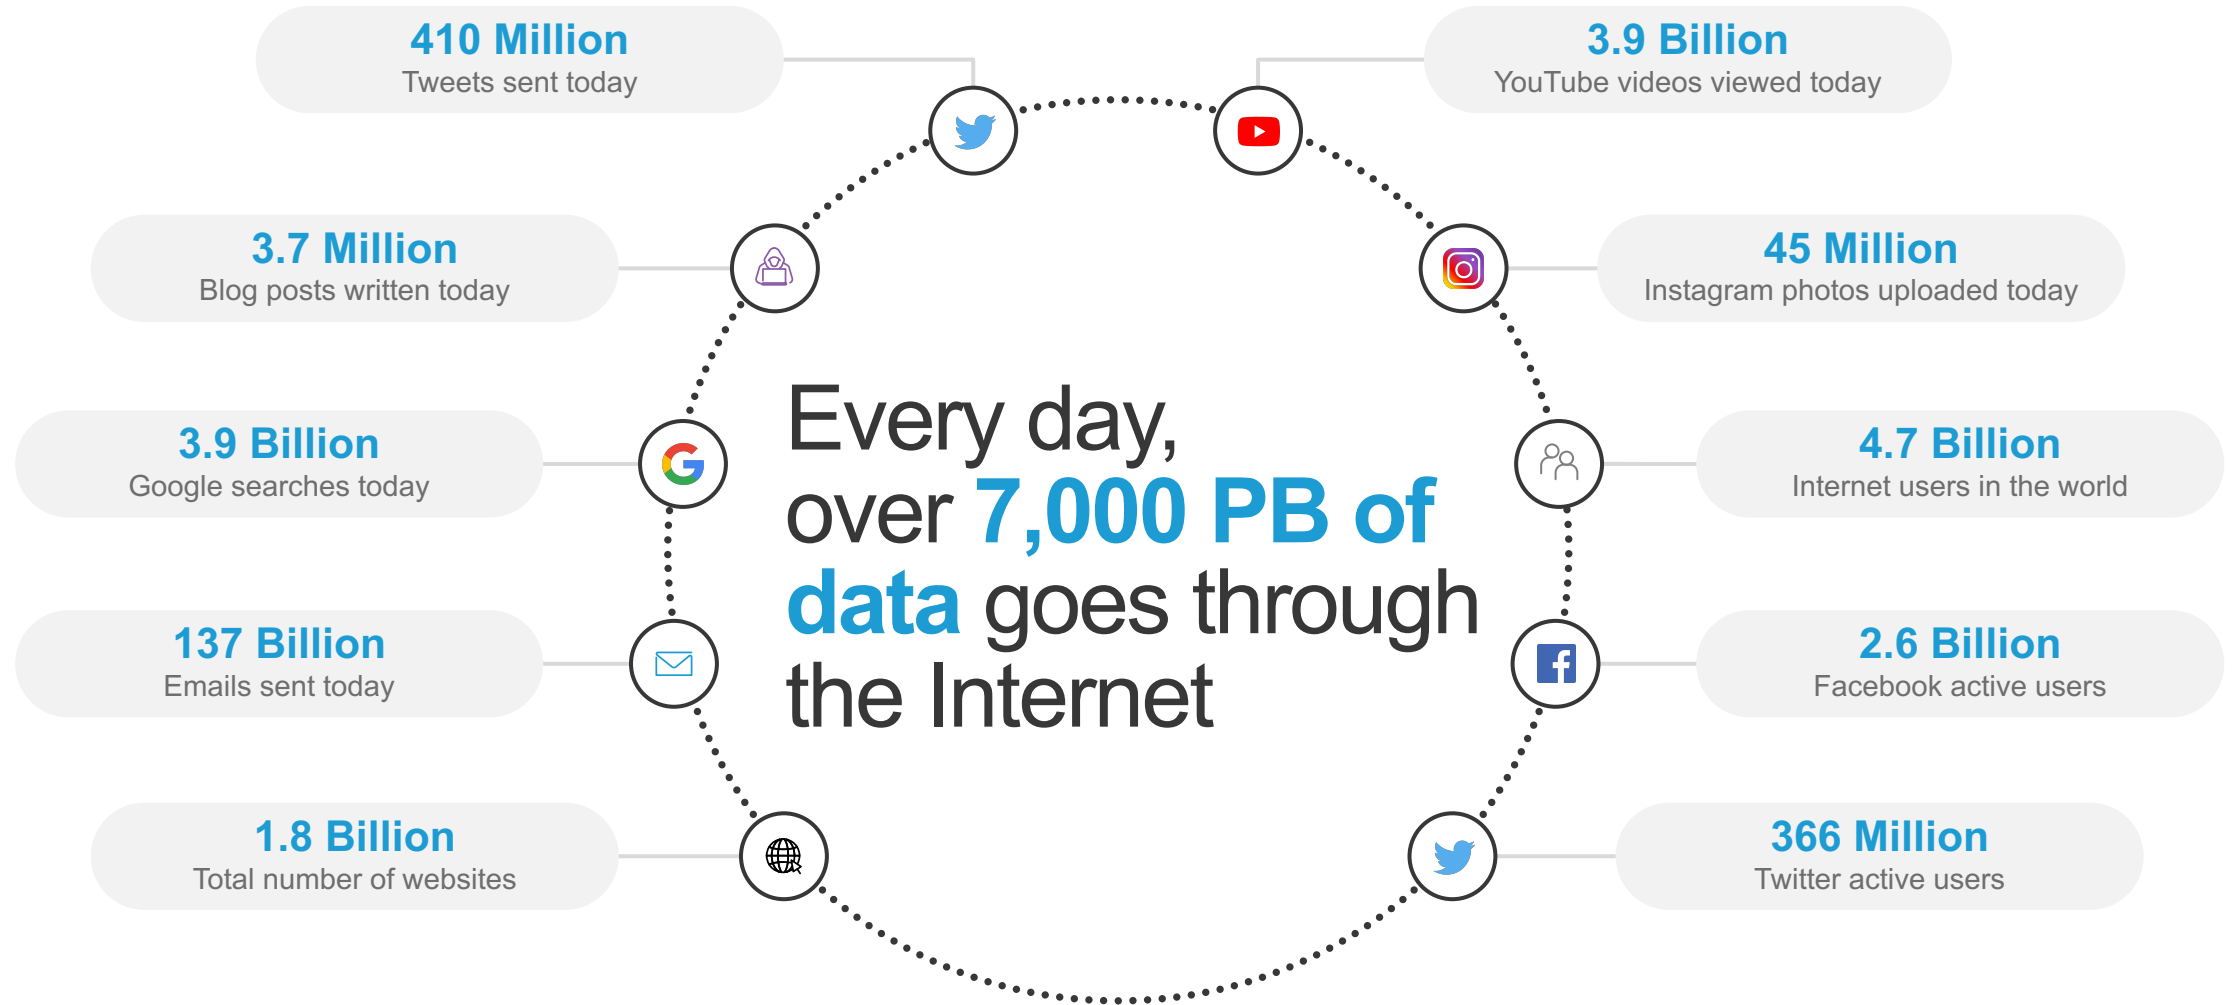 410 Million
Tweets sent today
3.9 Billion
YouTube videos viewed today
3.7 Million
Blog posts written today
45 Million
Instagram photos uploaded today
3.9 Billion
Google searches today
4.7 Billion
Internet users in the world
137 Billion
Emails sent today
2.6 Billion
Facebook active users
1.8 Billion
Total number of websites
366 Million
Twitter active users
Every day,
over 7,000 PB of
data goes through
the Internet